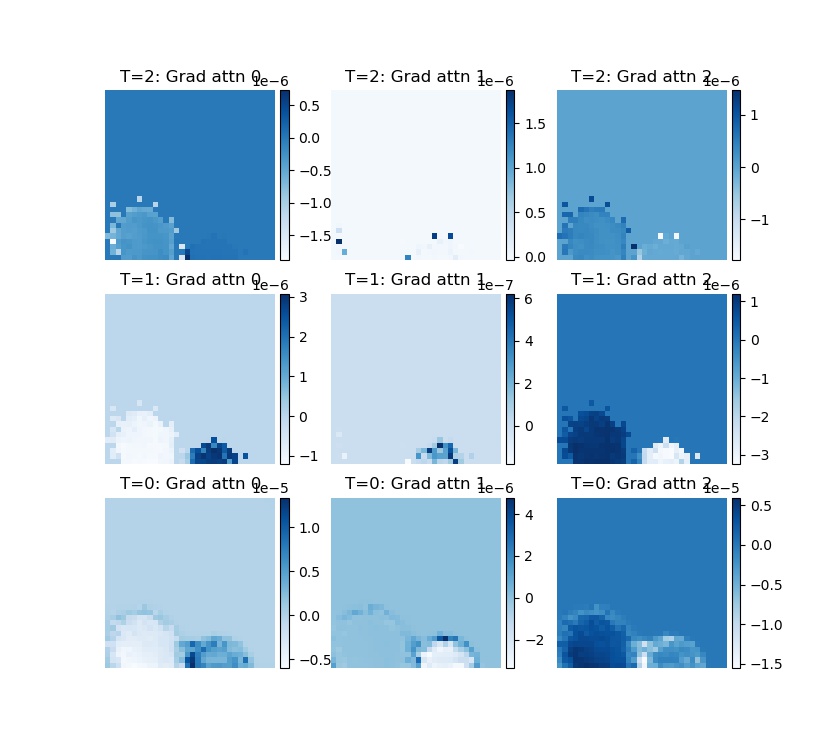 T=2: Grad attn 0
1e−6
T=2: Grad attn 1
1e−6
T=2: Grad attn 2
1e−6
0.5
0.0
−0.5
−1.0
−1.5
1.5
1.0
0.5
0.0
1
0
−1
T=1: Grad attn 0
1e−6
T=1: Grad attn 1
1e−7
T=1: Grad attn 2
1e−6
3
2
1
0
−1
6
4
2
0
1
0
−1
−2
−3
T=0: Grad attn 0
1e−5
T=0: Grad attn 1
1e−6
T=0: Grad attn 2
1e−5
1.0
0.5
0.0
−0.5
4
2
0
−2
0.5
0.0
−0.5
−1.0
−1.5